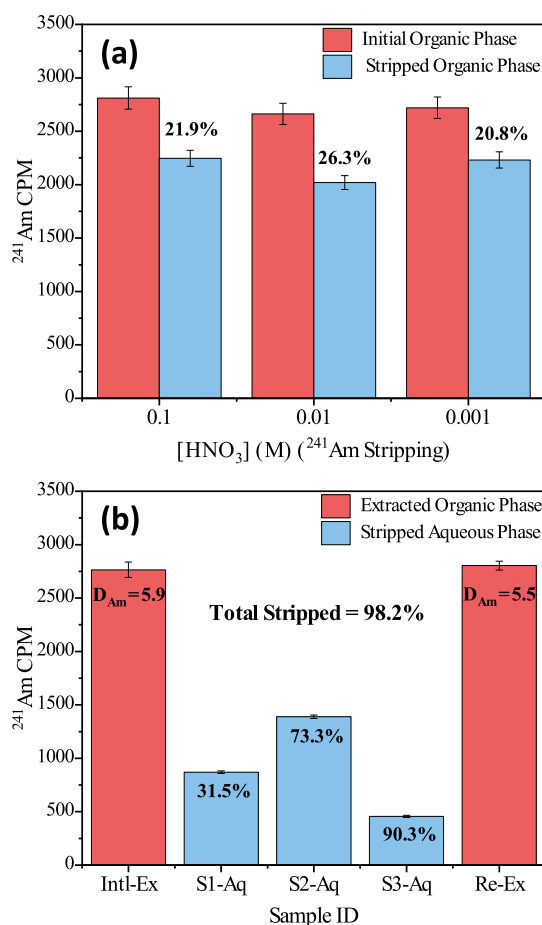 (a)
Initial Organic Phase
Stripped Organic Phase
3500
3000
2500
2000
1500
1000
500
0
²⁴¹Am CPM
21.9%
26.3%
20.8%
0.1
0.01
0.001
[HNO₃] (M) (²⁴¹Am Stripping)
(b)
Extracted Organic Phase
Stripped Aqueous Phase
3500
3000
2500
2000
1500
1000
500
0
²⁴¹Am CPM
D_Am = 5.9
Total Stripped = 98.2%
D_Am = 5.5
31.5%
73.3%
90.3%
Intl-Ex
S1-Aq
S2-Aq
S3-Aq
Re-Ex
Sample ID